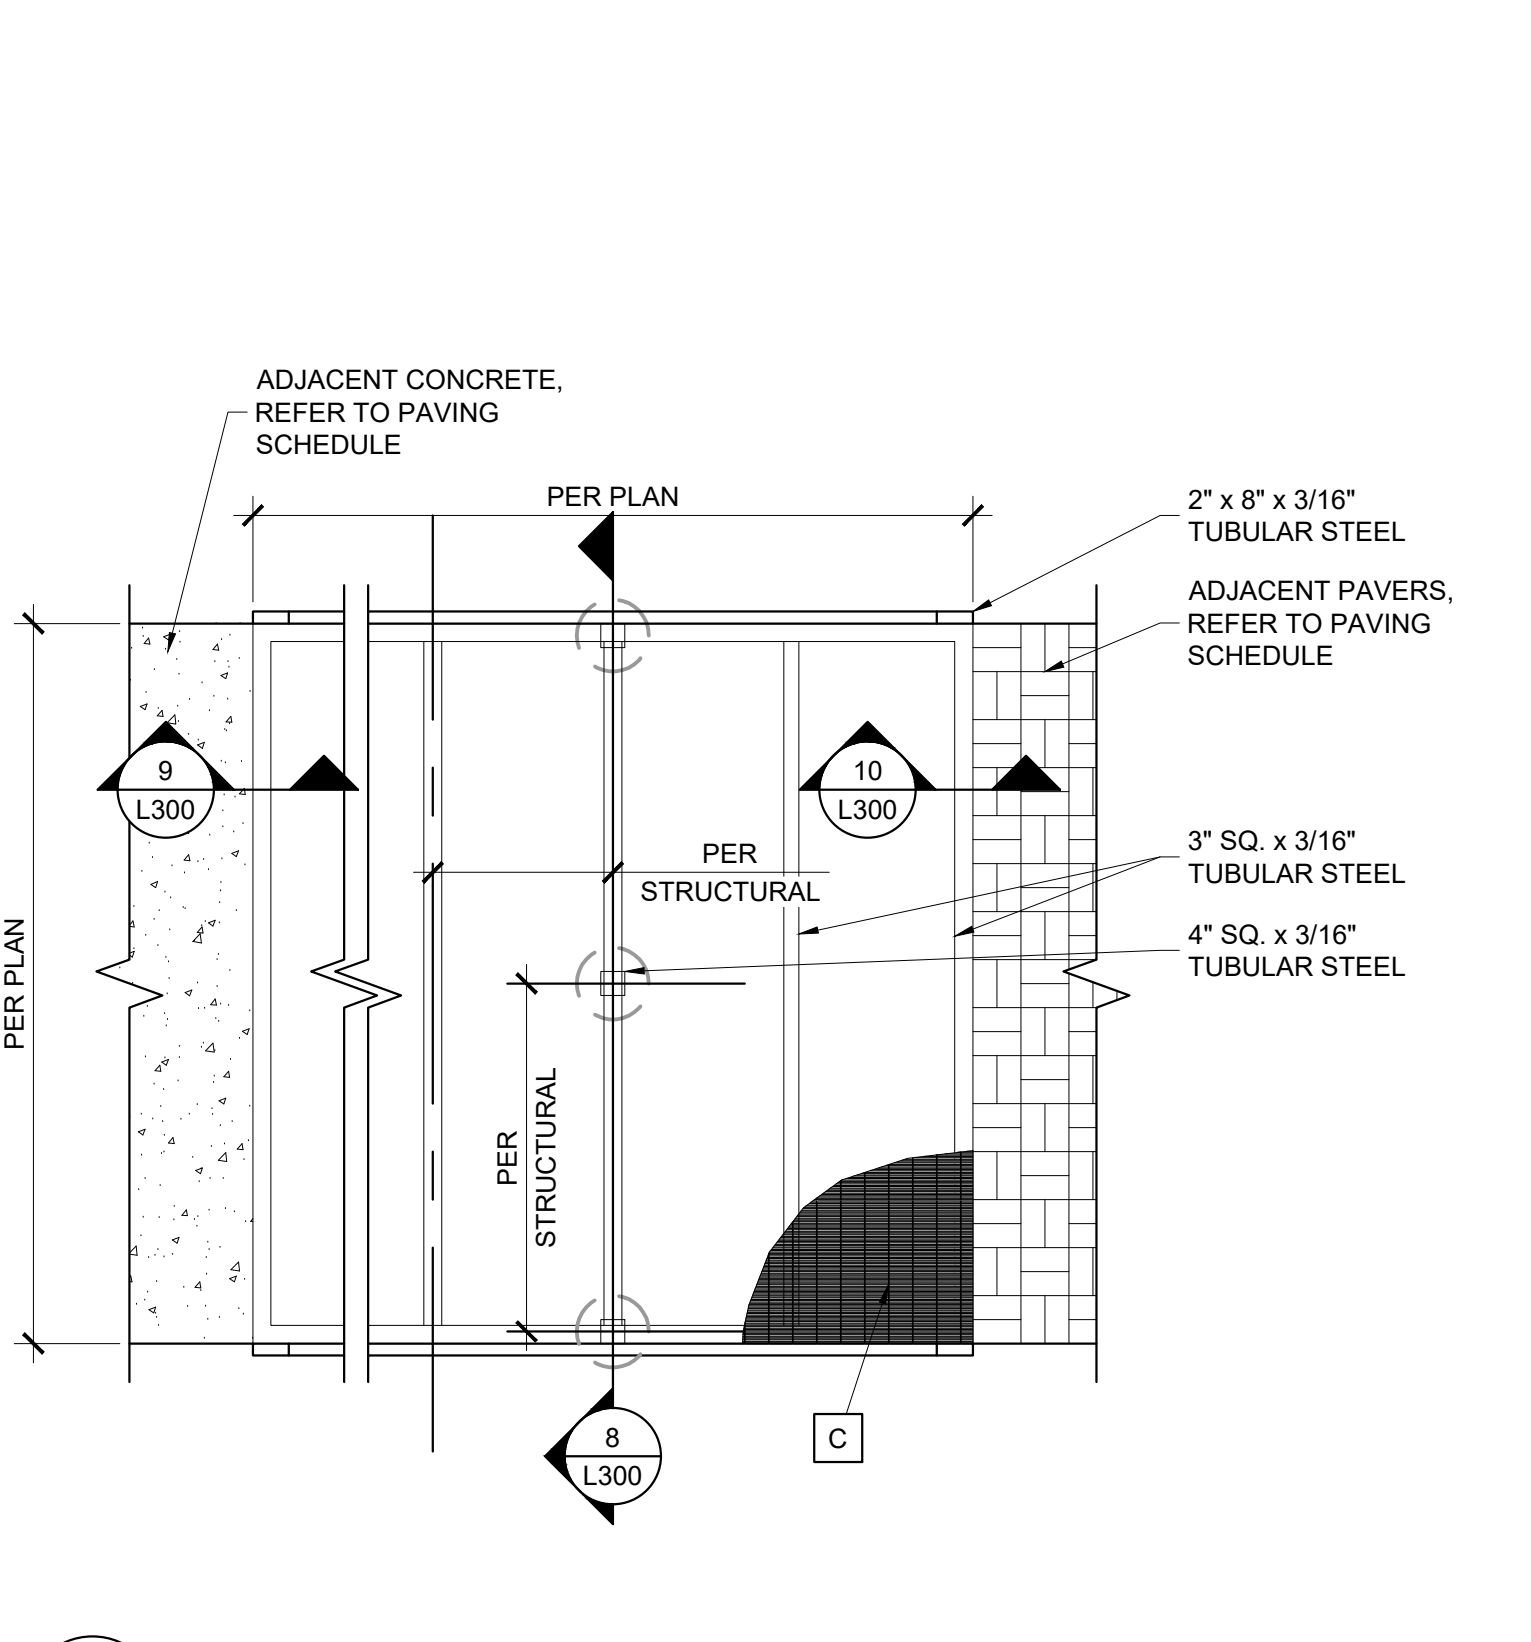 ADJACENT CONCRETE,
REFER TO PAVING
SCHEDULE
PER PLAN
2" x 8" x 3/16"
TUBULAR STEEL
ADJACENT PAVERS,
REFER TO PAVING
SCHEDULE
9
L300
10
L300
PER
STRUCTURAL
3" SQ. x 3/16"
TUBULAR STEEL
4" SQ. x 3/16"
TUBULAR STEEL
PER PLAN
PER
STRUCTURAL
C
8
L300